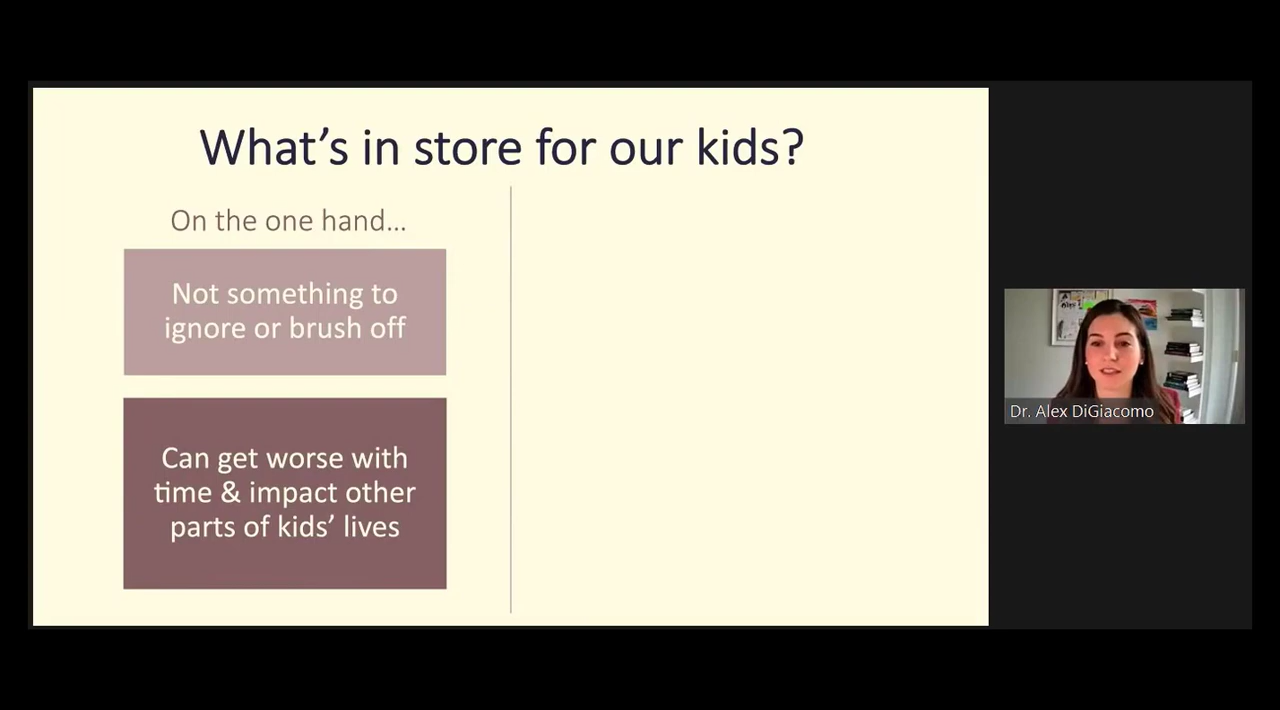 What's in store for our kids?
On the one hand...
Not something to
ignore or brush off
Can get worse with
time & impact other
parts of kids' lives
Dr. Alex DiGiacomo